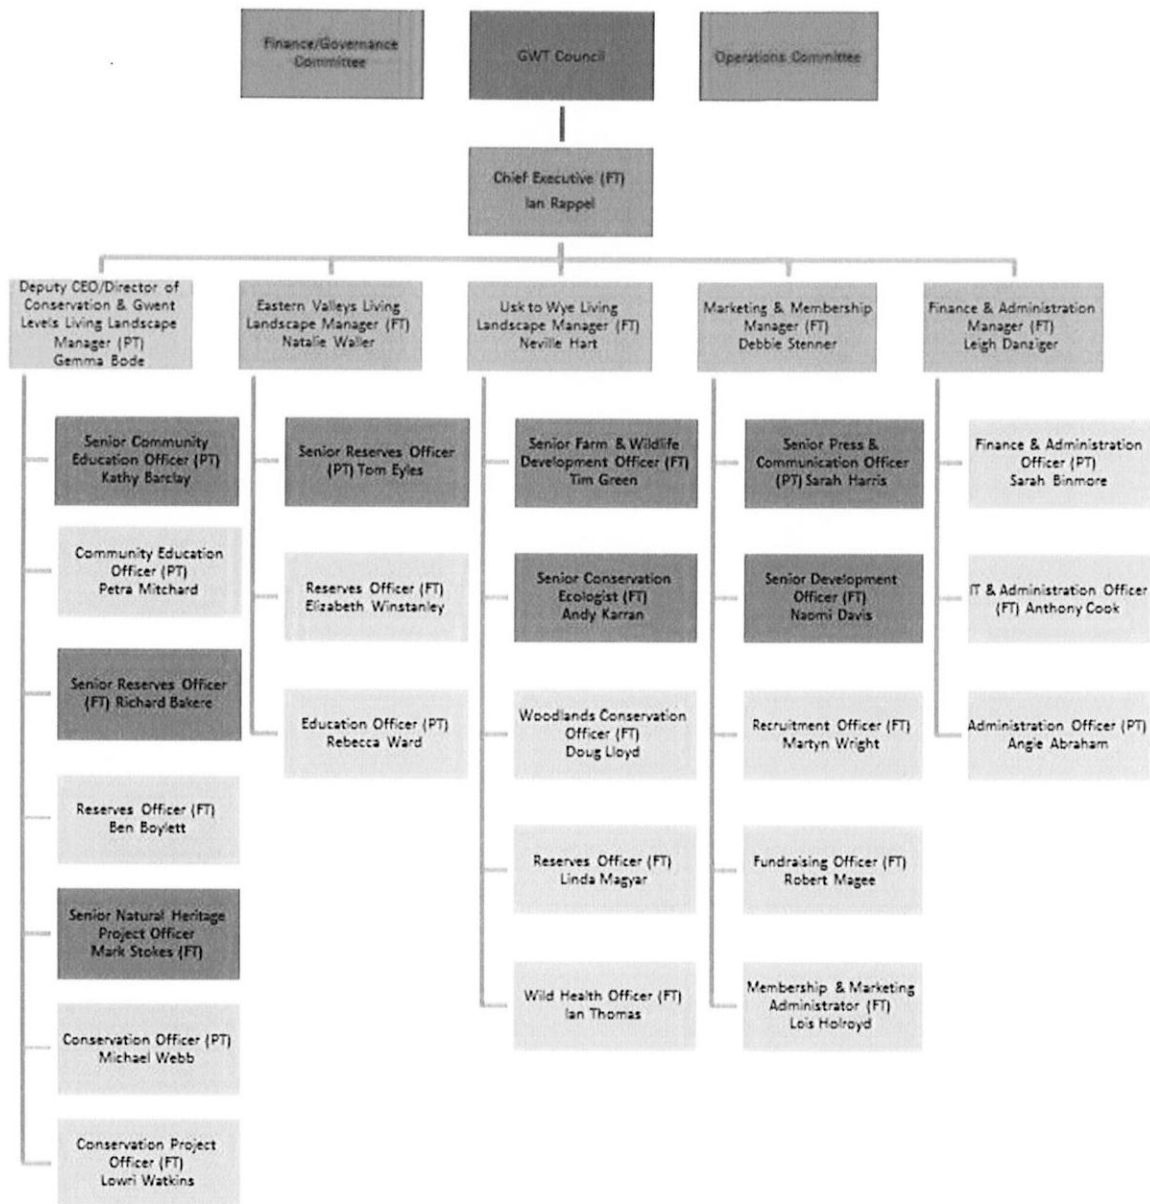 Finance/Governance
Committee
GWT Council
Operations Committee
Chief Executive (FT)
Ian Rappel
Deputy CEO/Director of
Conservation & Gwent
Levels Living Landscape
Manager (PT)
Gemma Bode
Eastern Valleys Living
Landscape Manager (FT)
Natalie Waller
Usk to Wye Living
Landscape Manager (FT)
Neville Hart
Marketing & Membership
Manager (FT)
Debbie Stenner
Finance & Administration
Manager (FT)
Leigh Danziger
Senior Community
Education Officer (PT)
Kathy Barclay
Community Education
Officer (PT)
Petra Mitchard
Senior Reserves Officer
(FT) Richard Bakere
Reserves Officer (FT)
Ben Boylett
Senior Natural Heritage
Project Officer
Mark Stokes (FT)
Conservation Officer (PT)
Michael Webb
Conservation Project
Officer (FT)
Lowri Watkins
Senior Reserves Officer
(PT) Tom Eyles
Reserves Officer (FT)
Elizabeth Winstanley
Education Officer (PT)
Rebecca Ward
Senior Farm & Wildlife
Development Officer (FT)
Tim Green
Senior Conservation
Ecologist (FT)
Andy Karran
Woodlands Conservation
Officer (FT)
Doug Lloyd
Reserves Officer (FT)
Linda Magyar
Wild Health Officer (FT)
Ian Thomas
Senior Press &
Communication Officer
(PT) Sarah Harris
Senior Development
Officer (FT)
Naomi Davis
Recruitment Officer (FT)
Martyn Wright
Fundraising Officer (FT)
Robert Magee
Membership & Marketing
Administrator (FT)
Lois Holroyd
Finance & Administration
Officer (PT)
Sarah Binmore
IT & Administration Officer
(FT) Anthony Cook
Administration Officer (PT)
Angie Abraham